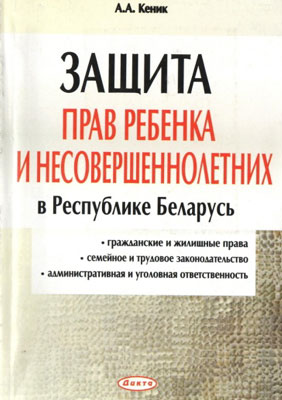 А.А. Кеник
ЗАЩИТА
ПРАВ РЕБЕНКА
И НЕСОВЕРШЕННОЛЕТНИХ
в Республике Беларусь
• гражданские и жилищные права
• семейное и трудовое законодательство
• административная и уголовная ответственность
Дикта